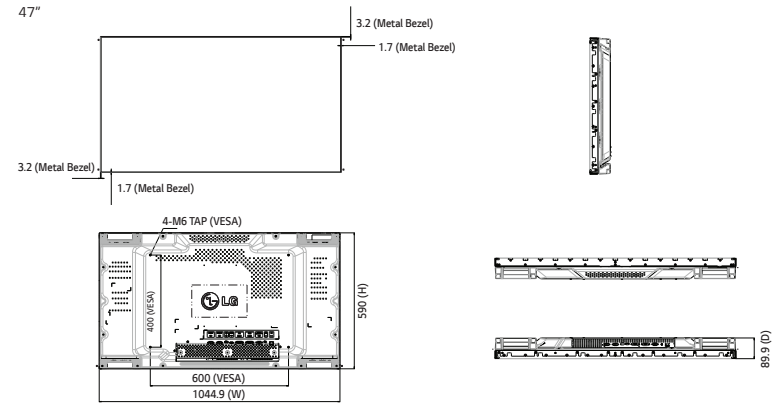 47"
3.2 (Metal Bezel)
1.7 (Metal Bezel)
3.2 (Metal Bezel)
1.7 (Metal Bezel)
4-M6 TAP (VESA)
400 (VESA)
LG
590 (H)
600 (VESA)
1044.9 (W)
89.9 (D)